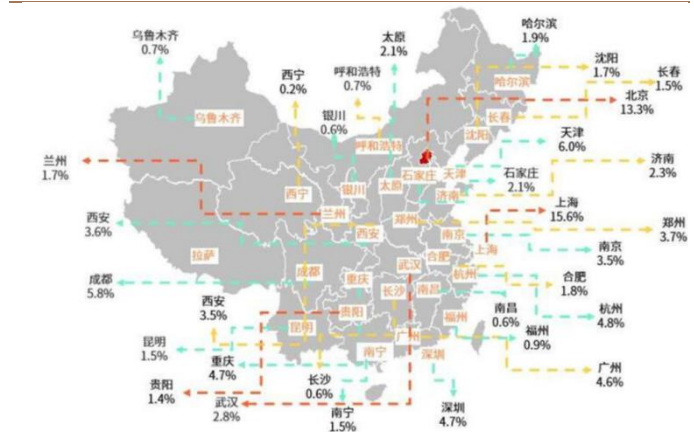 乌鲁木齐
0.7%
太原
2.1%
哈尔滨
1.9%
西宁
0.2%
呼和浩特
0.7%
沈阳
1.7%
长春
1.5%
北京
13.3%
银川
0.6%
哈尔滨
乌鲁木齐
长春
沈阳
天津
6.0%
呼和浩特
兰州
1.7%
石家庄
天津
石家庄
2.1%
济南
2.3%
西宁
银川
太原
济南
上海
15.6%
兰州
西安
3.6%
郑州
郑州
3.7%
西安
南京
上海
南京
3.5%
拉萨
合肥
武汉
成都
杭州
合肥
1.8%
成都
5.8%
重庆
长沙
南昌
西安
3.5%
贵阳
南昌
0.6%
杭州
4.8%
福州
昆明
广州
福州
0.9%
昆明
1.5%
南宁
深圳
重庆
4.7%
广州
4.6%
贵阳
1.4%
长沙
0.6%
武汉
2.8%
南宁
1.5%
深圳
4.7%